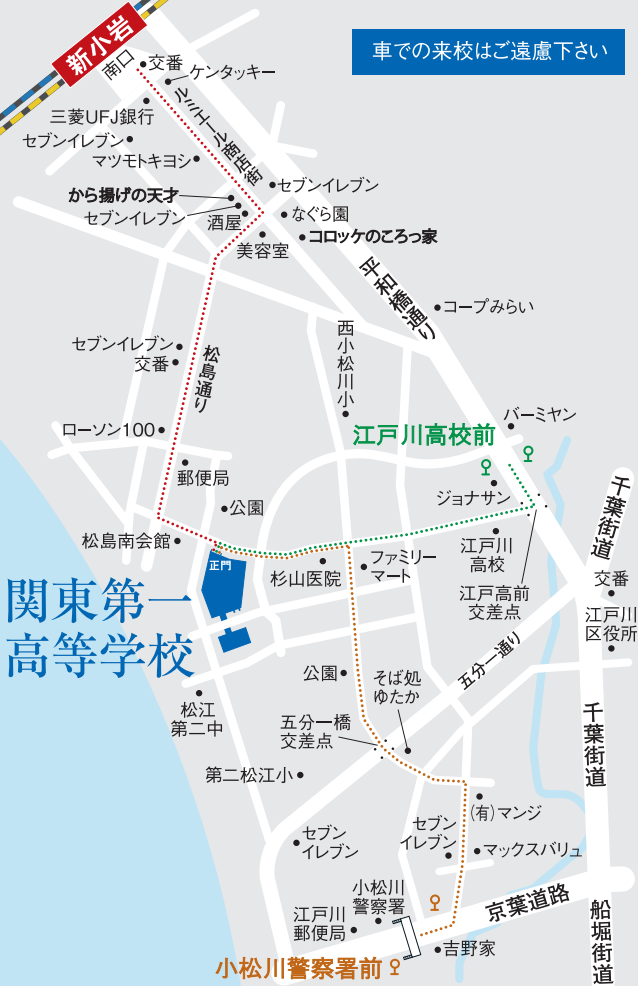 車での来校はご遠慮下さい
新小岩
南口
交番
ケンタッキー
三菱UFJ銀行
セブンイレブン
マツモトキヨシ
ルミエール商店街
から揚げの天才
セブンイレブン
酒屋
美容室
セブンイレブン
なぐら園
コロッケのころっ家
平和橋通り
コープみらい
セブンイレブン
交番
松島通り
西小松川小
ローソン100
江戸川高校前
バーミヤン
郵便局
ジョナサン
公園
千葉街道
松島南会館
正門
杉山医院
ファミリー
マート
江戸川
高校
江戸高前
交差点
交番
江戸川
区役所
関東第一
高等学校
五分一通り
公園
そば処
ゆたか
松江
第二中
五分一橋
交差点
千葉街道
第二松江小
(有)マンジ
セブン
イレブン
セブン
イレブン
マックスバリュ
小松川
警察署
江戸川
郵便局
京葉道路
船堀街道
吉野家
小松川警察署前